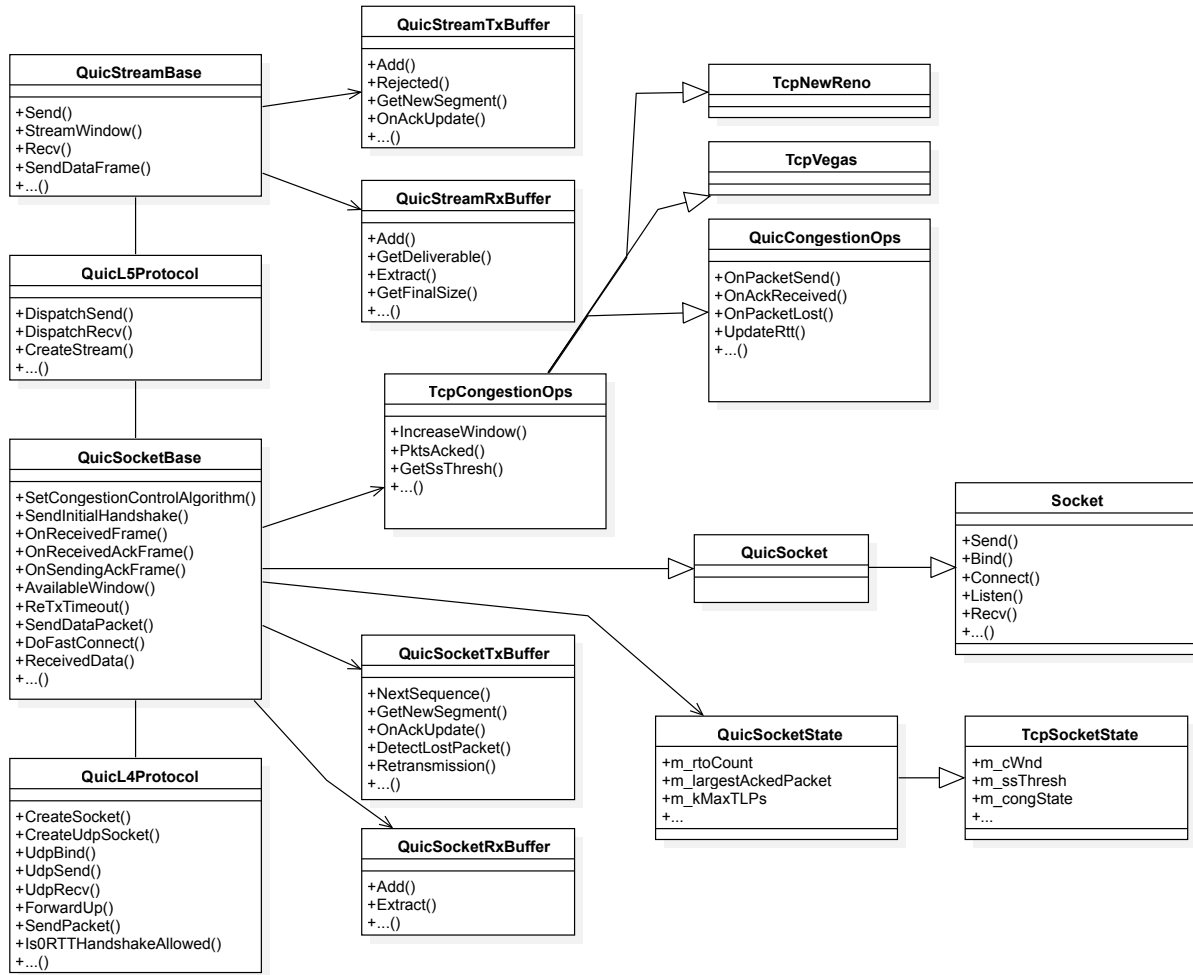 QuicStreamBase
+Send()
+StreamWindow()
+Recv()
+SendDataFrame()
+...()
QuicStreamTxBuffer
+Add()
+Rejected()
+GetNewSegment()
+OnAckUpdate()
+...()
QuicStreamRxBuffer
+Add()
+GetDeliverable()
+Extract()
+GetFinalSize()
+...()
TcpNewReno
TcpVegas
QuicCongestionOps
+OnPacketSend()
+OnAckReceived()
+OnPacketLost()
+UpdateRtt()
+...()
QuicL5Protocol
+DispatchSend()
+DispatchRecv()
+CreateStream()
+...()
TcpCongestionOps
+IncreaseWindow()
+PktsAcked()
+GetSsThresh()
+...()
QuicSocketBase
+SetCongestionControlAlgorithm()
+SendInitialHandshake()
+OnReceivedFrame()
+OnReceivedAckFrame()
+OnSendingAckFrame()
+AvailableWindow()
+ReTxTimeout()
+SendDataPacket()
+DoFastConnect()
+ReceivedData()
+...()
QuicSocket
Socket
+Send()
+Bind()
+Connect()
+Listen()
+Recv()
+...()
QuicSocketTxBuffer
+NextSequence()
+GetNewSegment()
+OnAckUpdate()
+DetectLostPacket()
+Retransmission()
+...()
QuicSocketState
+m_rtoCount
+m_largestAckedPacket
+m_kMaxTLPs
+...
TcpSocketState
+m_cWnd
+m_ssThresh
+m_congState
+...
QuicL4Protocol
+CreateSocket()
+CreateUdpSocket()
+UdpBind()
+UdpSend()
+UdpRecv()
+ForwardUp()
+SendPacket()
+Is0RTTHandshakeAllowed()
+...()
QuicSocketRxBuffer
+Add()
+Extract()
+...()